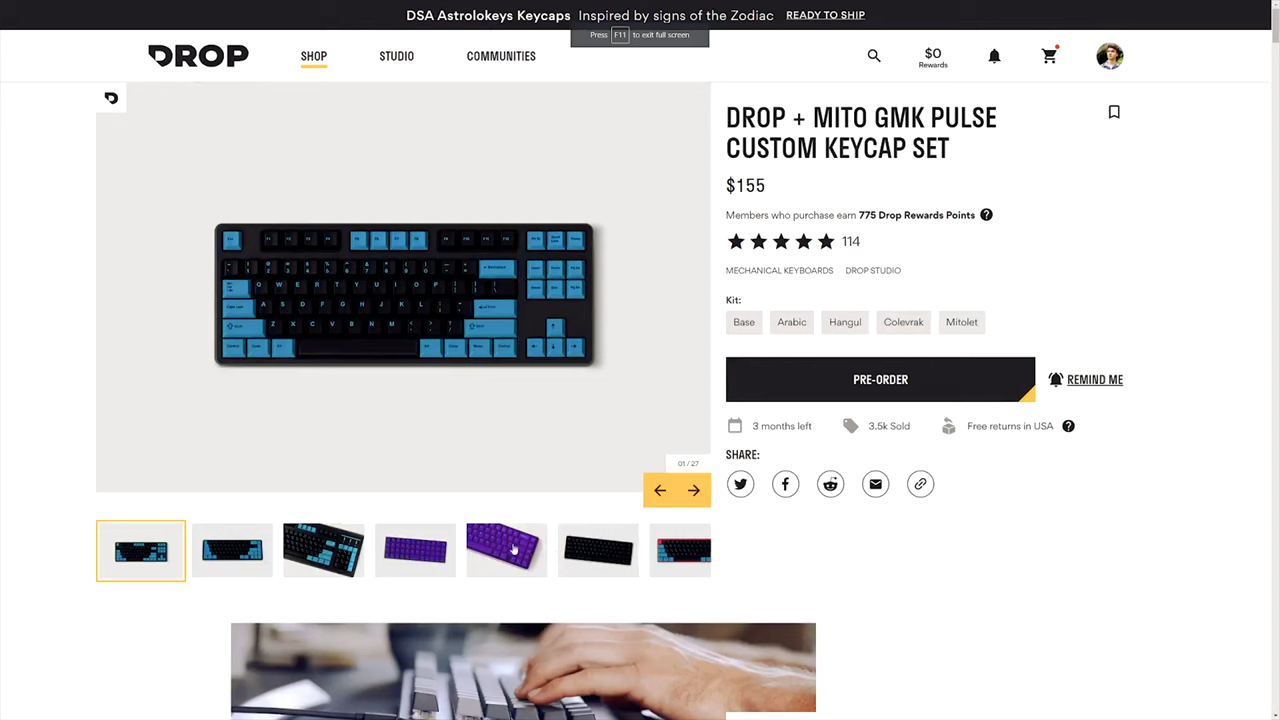 DSA Astrolokeys Keycaps Inspired by signs of the Zodiac READY TO SHIP
Press F11 to exit full screen
DROP
SHOP
STUDIO
COMMUNITIES
$0
Rewards
DROP + MITO GMK PULSE
CUSTOM KEYCAP SET
$155
Members who purchase earn 775 Drop Rewards Points ?
114
MECHANICAL KEYBOARDS DROP STUDIO
Kit:
Base Arabic Hangul Colevrak Mitolet
PRE-ORDER
REMIND ME
3 months left 3.5k Sold Free returns in USA ?
SHARE:
01 / 27
Q W E R T Y U I O P
A S D F G H J K L
Z X C V B N M